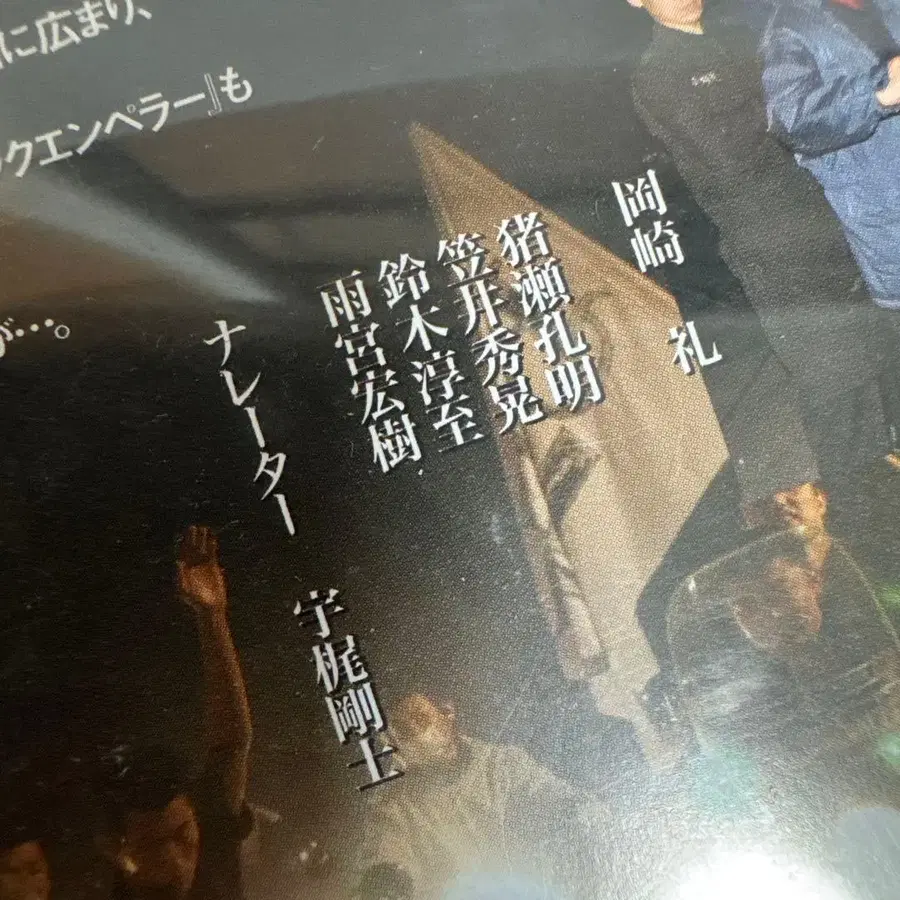 に広まり、
クエンペラー』も
が…。
岡崎 礼
猪瀬孔明
笠井秀晃
鈴木淳至
雨宮宏樹
ナレーター 宇梶剛士